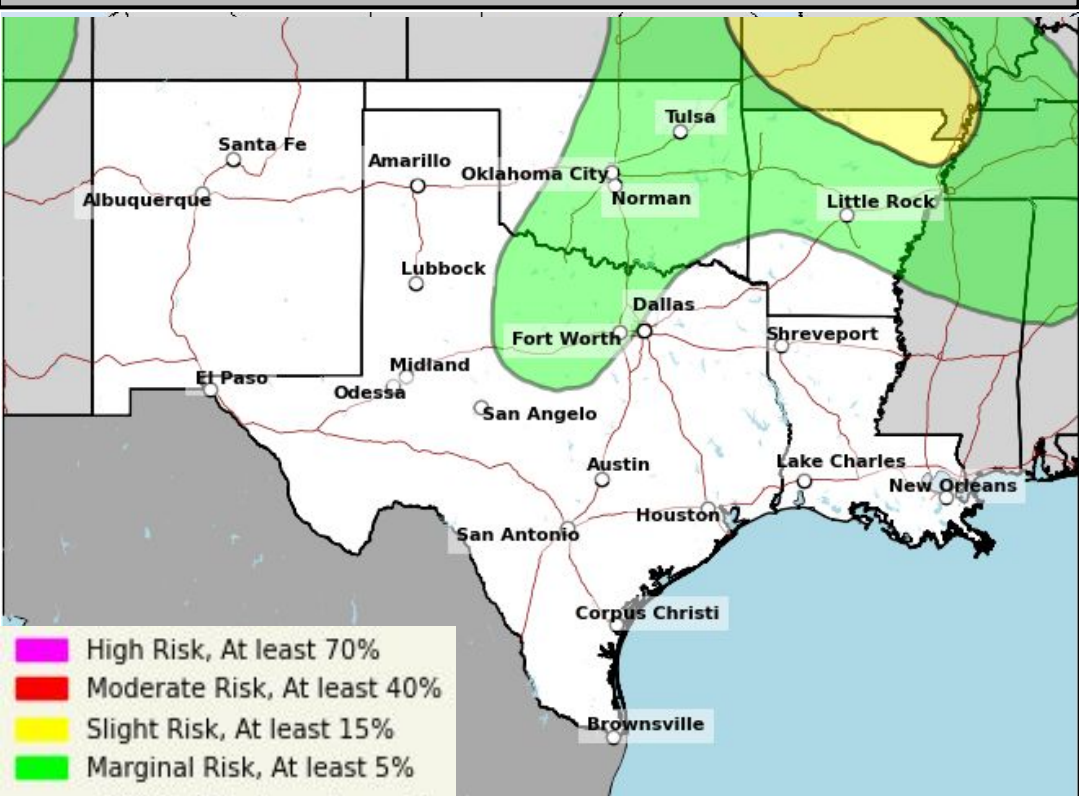 Tulsa
Santa Fe
Amarillo
Oklahoma City
Albuquerque
Norman
Little Rock
Lubbock
Dallas
Fort Worth
Shreveport
Midland
El Paso
Odessa
San Angelo
Austin
Lake Charles
New Orleans
Houston
San Antonio
Corpus Christi
High Risk, At least 70%
Moderate Risk, At least 40%
Slight Risk, At least 15%
Brownsville
Marginal Risk, At least 5%